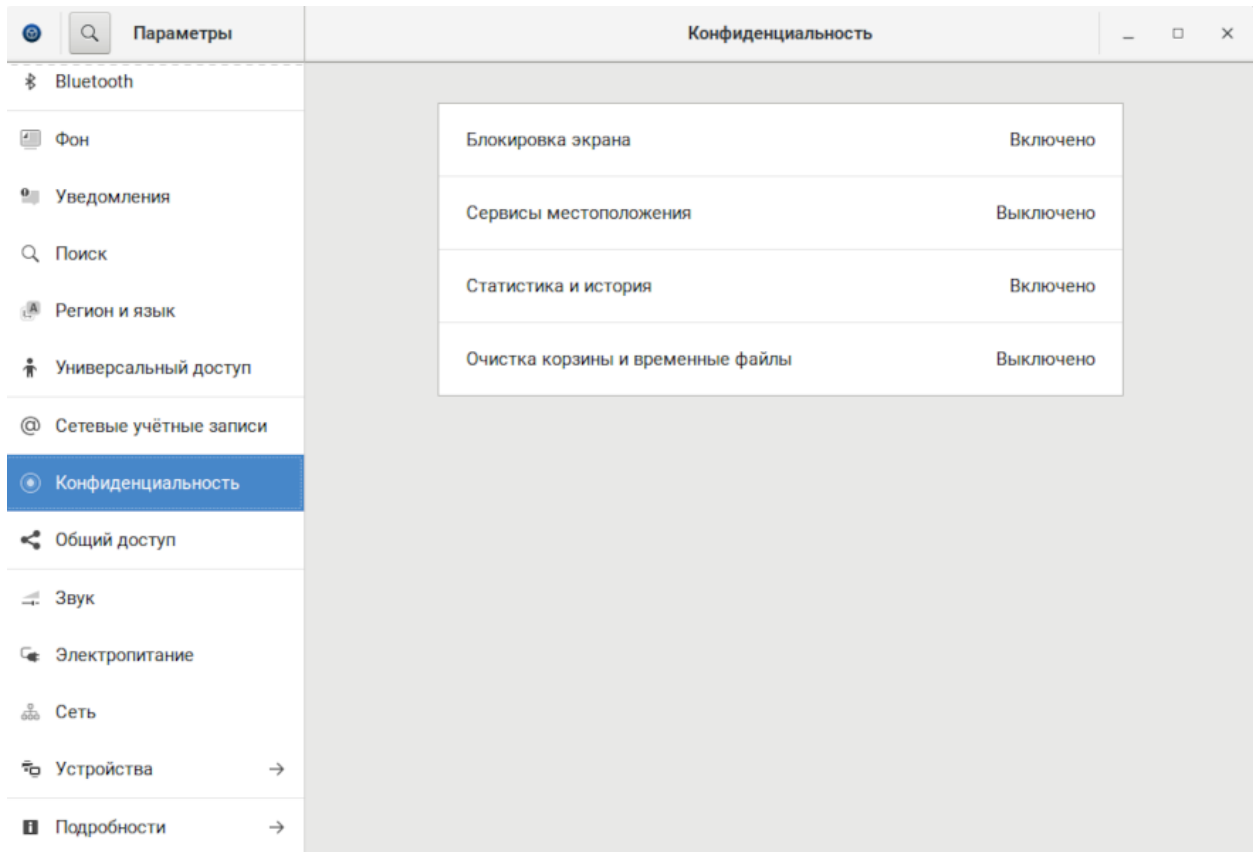 Параметры
Конфиденциальность
Bluetooth
Фон
Уведомления
Поиск
Регион и язык
Универсальный доступ
Сетевые учётные записи
Конфиденциальность
Общий доступ
Звук
Электропитание
Сеть
Устройства
Подробности
Блокировка экрана Включено
Сервисы местоположения Выключено
Статистика и история Включено
Очистка корзины и временные файлы Выключено